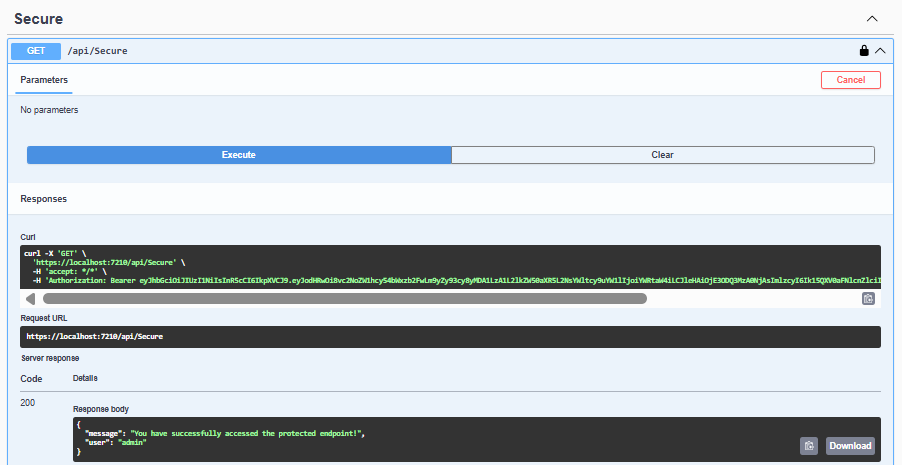 Secure
GET /api/Secure
Parameters
Cancel
No parameters
Execute
Clear
Responses
Curl
curl -X 'GET' \
'https://localhost:7210/api/Secure' \
-H 'accept: */*' \
-H 'Authorization: Bearer
Request URL
https://localhost:7210/api/Secure
Server response
Code
Details
200
Response body
{
"message": "You have successfully accessed the protected endpoint!",
"user": "admin"
}
Download